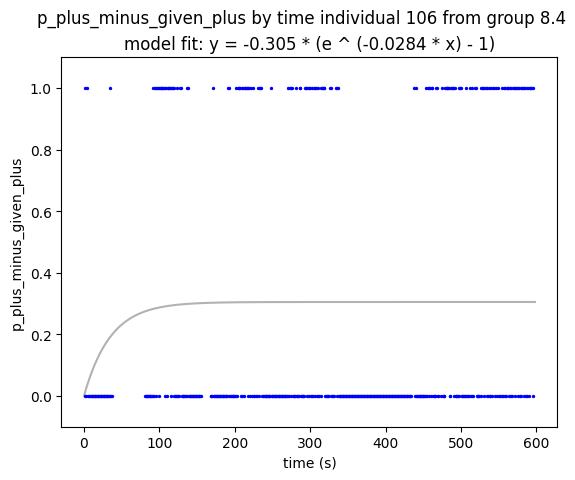 p_plus_minus_given_plus by time individual 106 from group 8.4
model fit: y = -0.305 * (e ^ (-0.0284 * x) - 1)
p_plus_minus_given_plus
1.0
0.8
0.6
0.4
0.2
0.0
0 100 200 300 400 500 600
time (s)